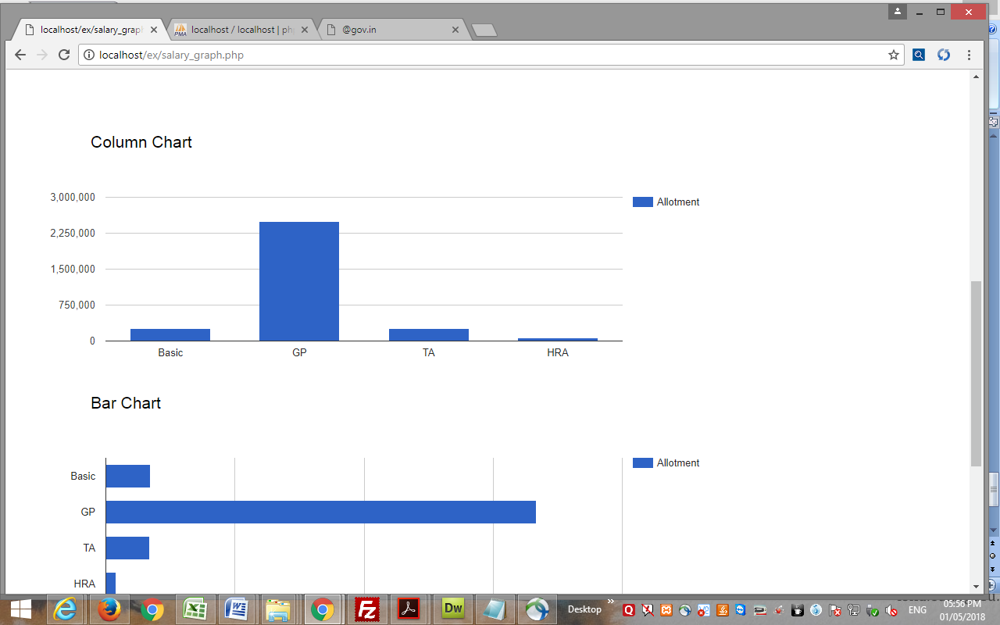 localhost/ex/salary_grap
localhost / localhost | ph
@gov.in
localhost/ex/salary_graph.php
Column Chart
3,000,000
2,250,000
1,500,000
750,000
0
Allotment
Basic
GP
TA
HRA
Bar Chart
Allotment
Basic
GP
TA
HRA
Desktop
ENG
05:56 PM
01/05/2018